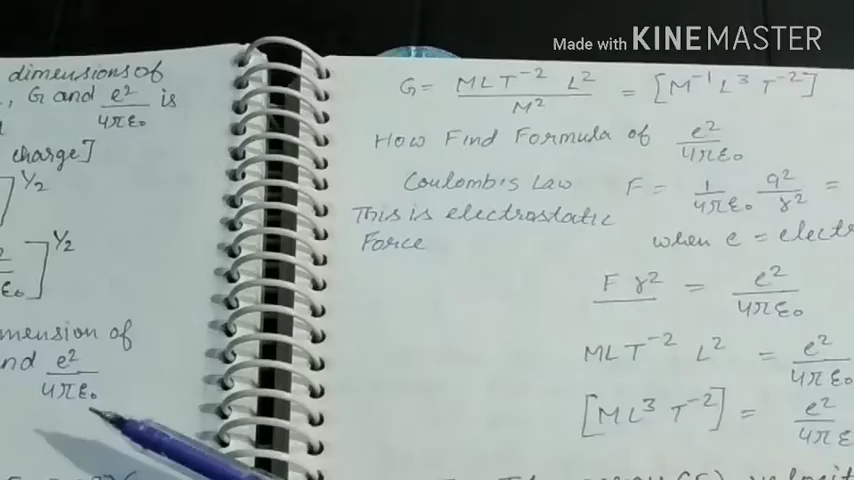 Made with KINEMASTER
dimensions of
, G and e²/4πε₀ is
charge]
]^1/2
]^1/2
ε₀
mension of
nd e²/4πε₀
G = MLT⁻² L²/M² = [M⁻¹ L³ T⁻²]
How Find Formula of e²/4πε₀
Coulomb's Law F = 1/4πε₀ q²/r² =
This is electrostatic
Force when e = electr
F r² = e²/4πε₀
MLT⁻² L² = e²/4πε₀
[ML³ T⁻²] = e²/4πε